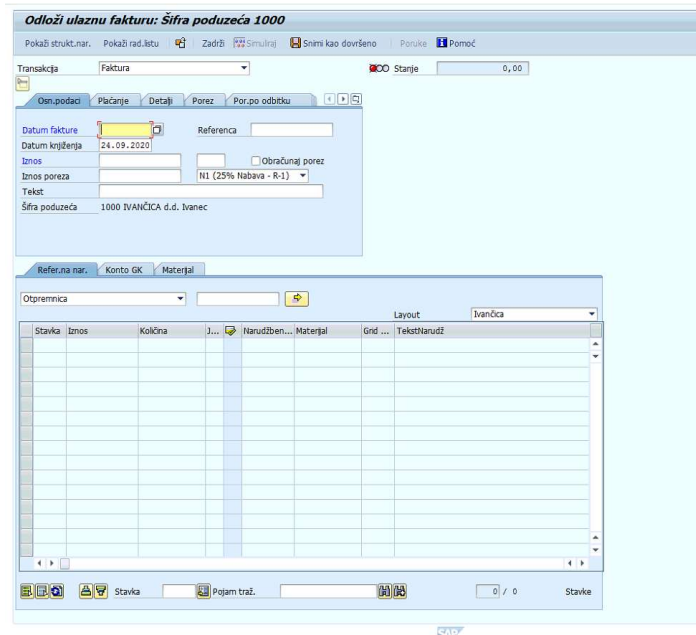 Odloži ulaznu fakturu: Šifra poduzeća 1000
Pokaži strukt.nar. Pokaži rad.listu Zadrži Simuliraj Snimi kao dovršeno Poruke Pomoć
Transakcija Faktura Stanje 0,00
Osn.podaci Plaćanje Detalji Porez Por.po odbitku
Datum fakture Referenca
Datum knjiženja 24.09.2020
Iznos Obračunaj porez
Iznos poreza N1 (25% Nabava - R-1)
Tekst
Šifra poduzeća 1000 IVANČICA d.d. Ivanec
Refer.na nar. Konto GK Materijal
Otpremnica
Layout Ivančica
Stavka Iznos Količina J... Narudžben... Materijal Grid ... TekstNarudž
Stavka Pojam traž. 0 / 0 Stavke
SAP